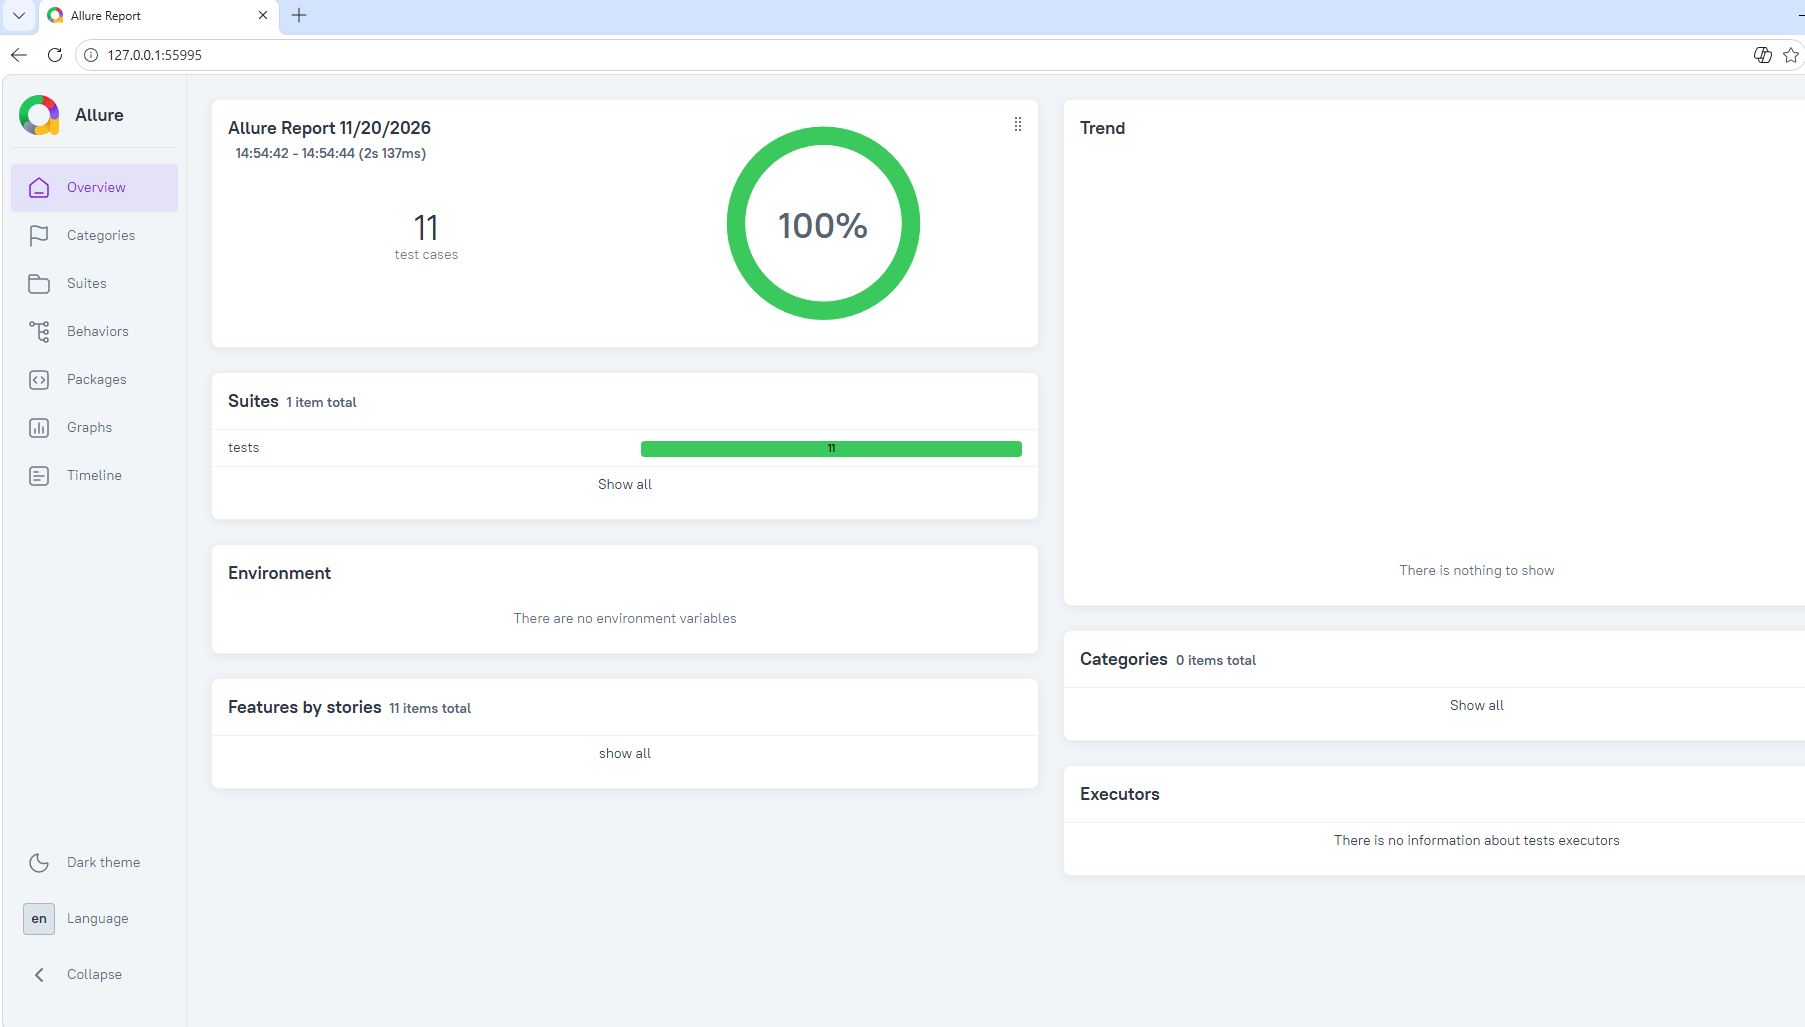 Allure Report
127.0.0.1:55995
Allure
Overview
Categories
Suites
Behaviors
Packages
Graphs
Timeline
Dark theme
en Language
Collapse
Allure Report 11/20/2026
14:54:42 - 14:54:44 (2s 137ms)
11
test cases
100%
Suites 1 item total
tests 11
Show all
Environment
There are no environment variables
Features by stories 11 items total
show all
Trend
There is nothing to show
Categories 0 items total
Show all
Executors
There is no information about tests executors